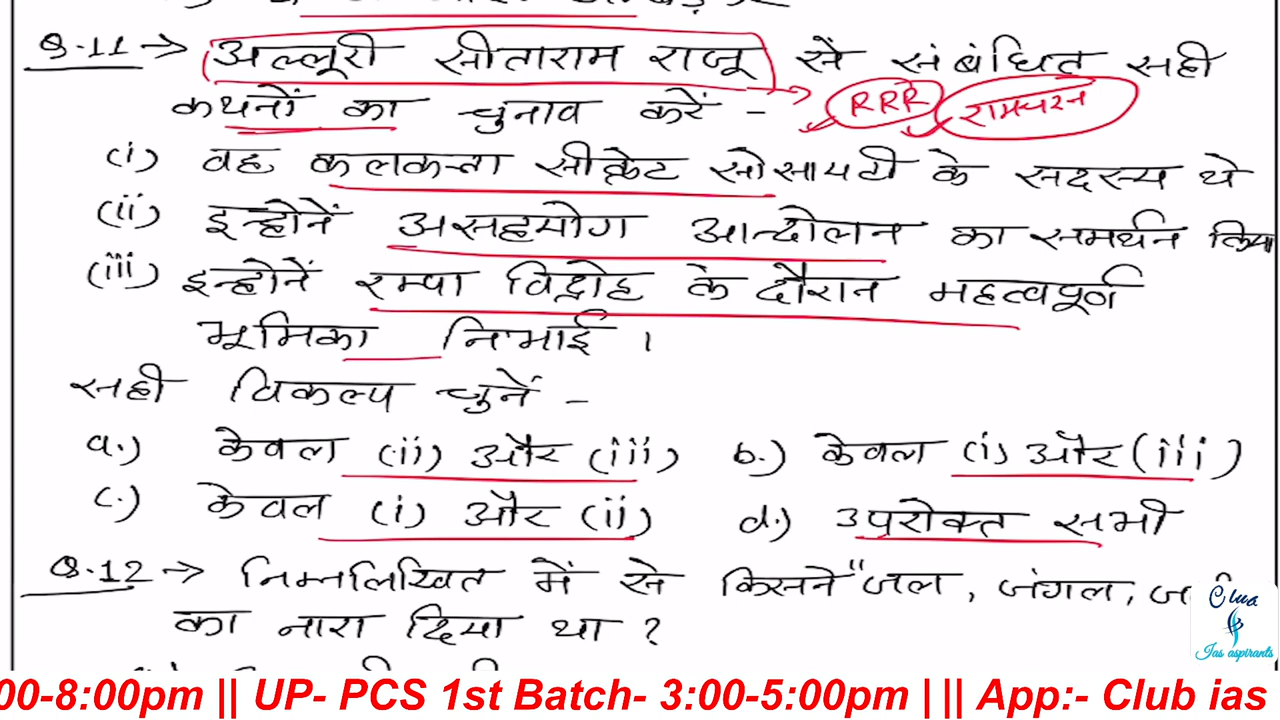 Q.11 → अल्लूरी सीताराम राजू से संबंधित सही
कथनों का चुनाव करें -
RRR रामचरन
(i) वह कलकत्ता सीक्रेट सोसायटी के सदस्य थे
(ii) इन्होनें असहयोग आन्दोलन का समर्थन किया
(iii) इन्होनें रम्पा विद्रोह के दौरान महत्वपूर्ण
भूमिका निभाई ।
सही विकल्प चुनें -
a.) केवल (ii) और (iii) b.) केवल (i) और (iii)
c.) केवल (i) और (ii) d.) उपरोक्त सभी
Q.12 → निम्नलिखित में से किसने "जल, जंगल,
का नारा दिया था ?
Club
Ias aspirants
00-8:00pm || UP- PCS 1st Batch- 3:00-5:00pm | || App:- Club ias